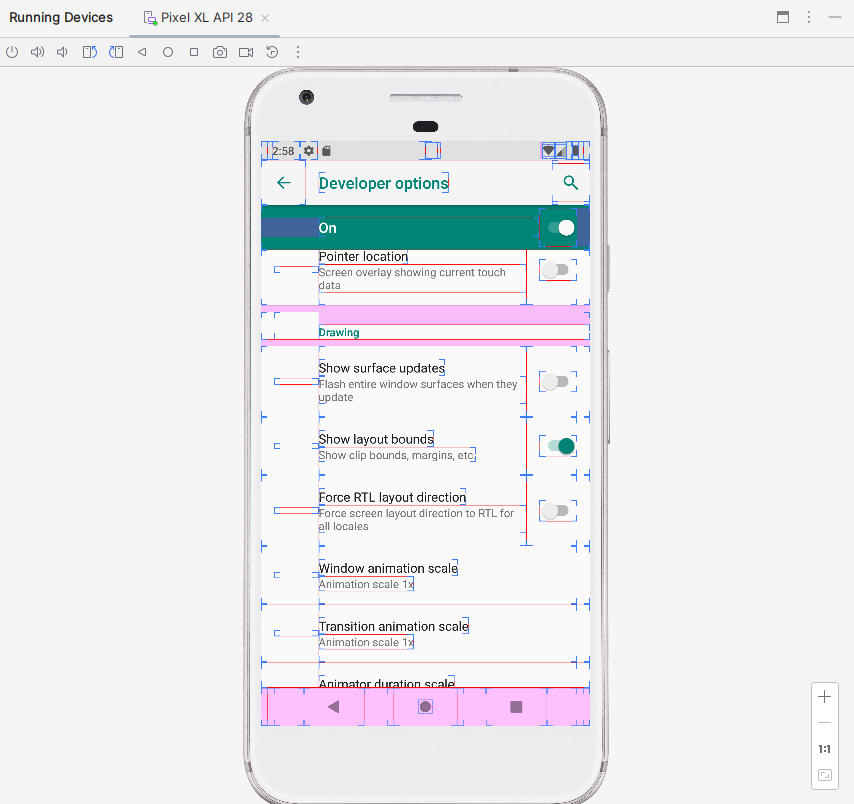 Running Devices
Pixel XL API 28
2:58
Developer options
On
Pointer location
Screen overlay showing current touch
data
Drawing
Show surface updates
Flash entire window surfaces when they
update
Show layout bounds
Show clip bounds, margins, etc.
Force RTL layout direction
Force screen layout direction to RTL for
all locales
Window animation scale
Animation scale 1x
Transition animation scale
Animation scale 1x
Animator duration scale
1:1